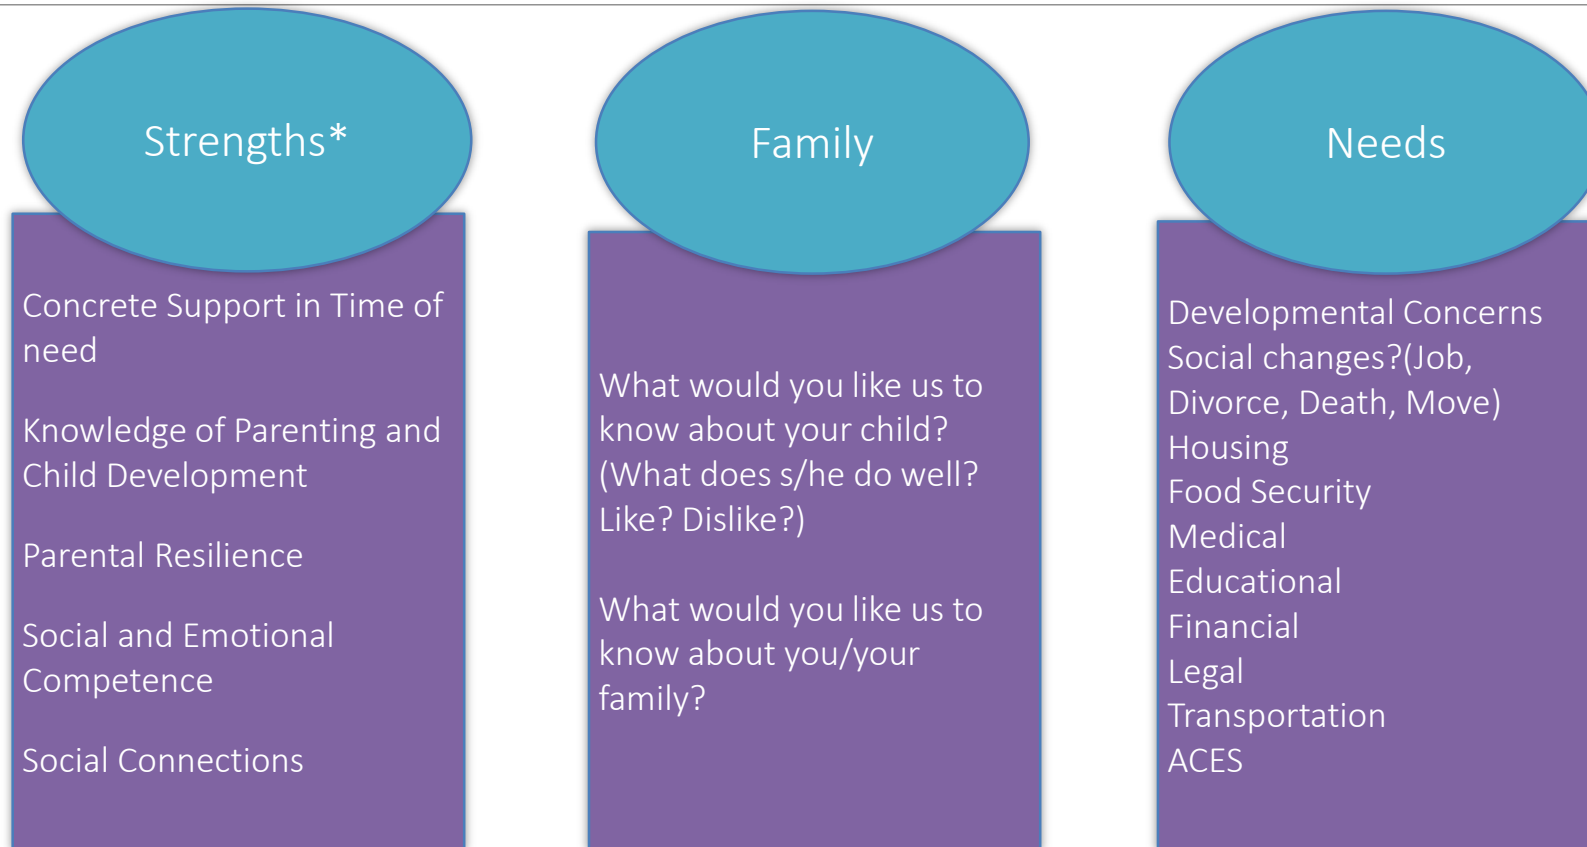 Strengths*
Concrete Support in Time of
need
Knowledge of Parenting and
Child Development
Parental Resilience
Social and Emotional
Competence
Social Connections
Family
What would you like us to
know about your child?
(What does s/he do well?
Like? Dislike?)
What would you like us to
know about you/your
family?
Needs
Developmental Concerns
Social changes?(Job,
Divorce, Death, Move)
Housing
Food Security
Medical
Educational
Financial
Legal
Transportation
ACES